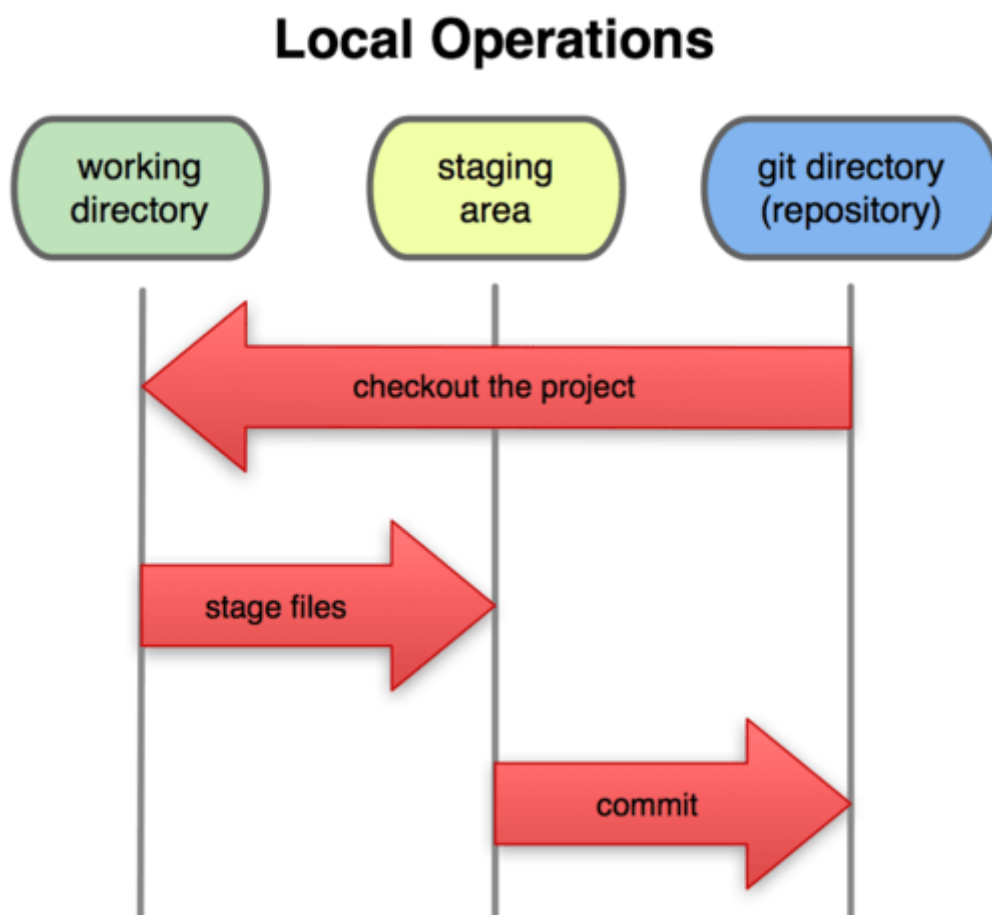 Local Operations
working
directory
staging
area
git directory
(repository)
checkout the project
stage files
commit